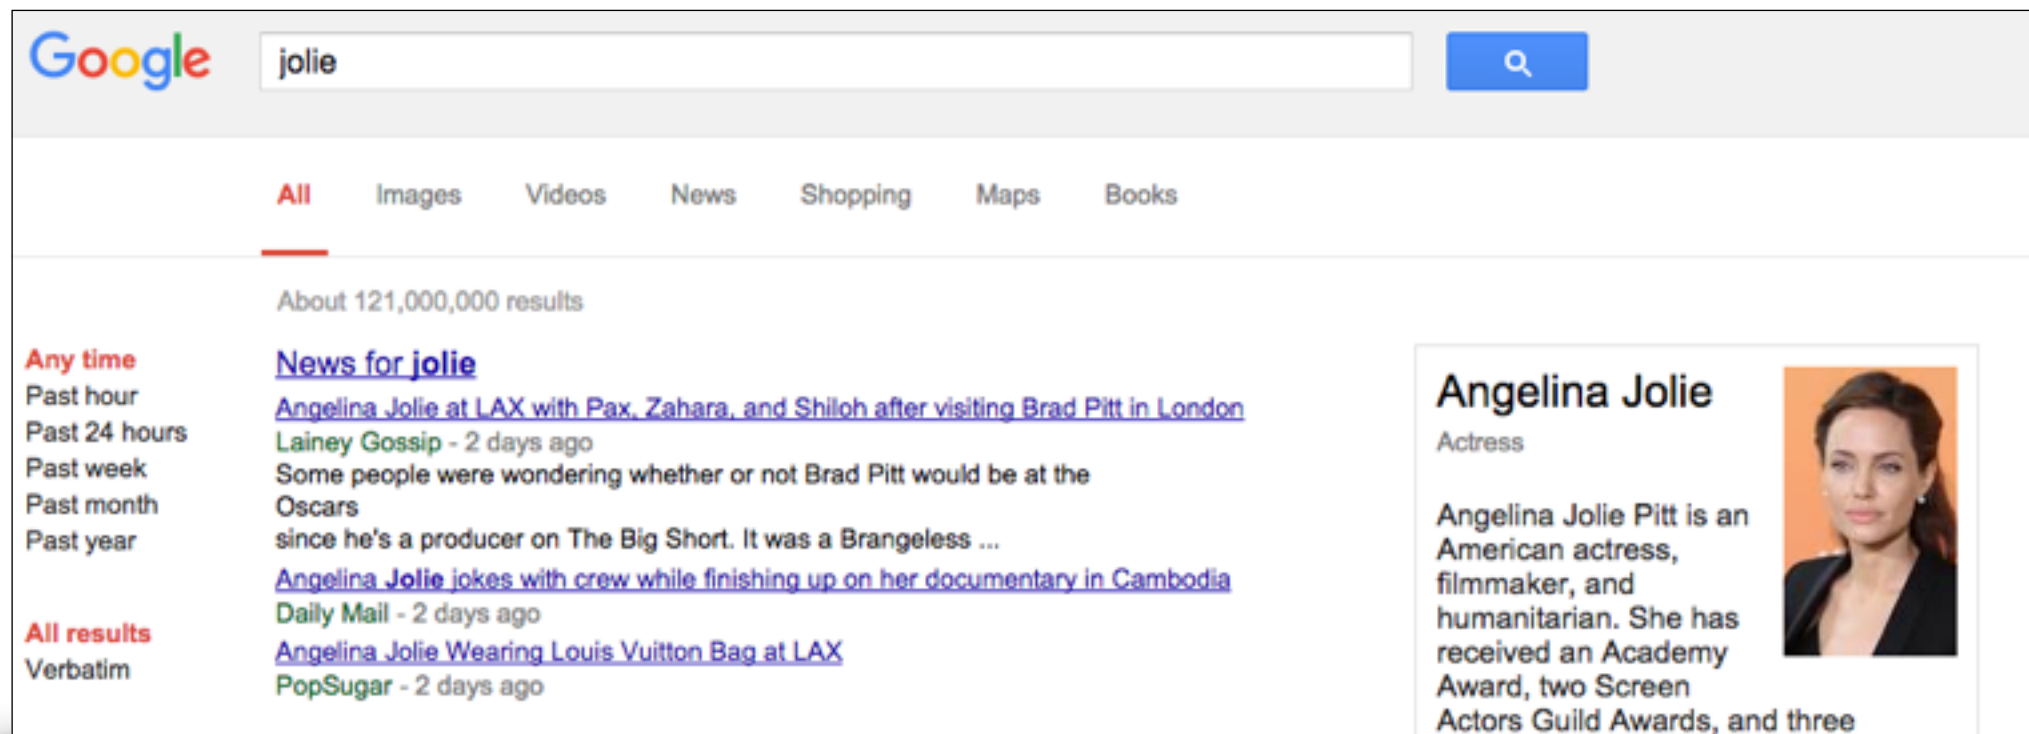 Google
jolie
All Images Videos News Shopping Maps Books
About 121,000,000 results
Any time
Past hour
Past 24 hours
Past week
Past month
Past year
All results
Verbatim
News for jolie
Angelina Jolie at LAX with Pax, Zahara, and Shiloh after visiting Brad Pitt in London
Lainey Gossip - 2 days ago
Some people were wondering whether or not Brad Pitt would be at the
Oscars
since he's a producer on The Big Short. It was a Brangeless ...
Angelina Jolie jokes with crew while finishing up on her documentary in Cambodia
Daily Mail - 2 days ago
Angelina Jolie Wearing Louis Vuitton Bag at LAX
PopSugar - 2 days ago
Angelina Jolie
Actress
Angelina Jolie Pitt is an
American actress,
filmmaker, and
humanitarian. She has
received an Academy
Award, two Screen
Actors Guild Awards, and three